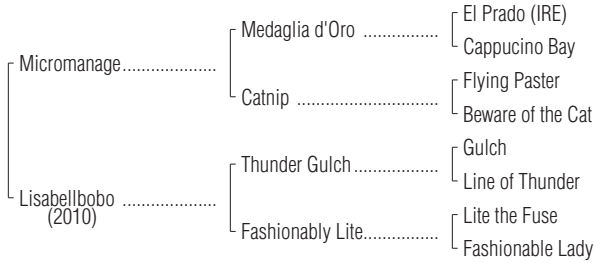 El Prado (IRE)
Medaglia d'Oro ................
Cappucino Bay
Micromanage....................
Flying Paster
Catnip ..............................
Beware of the Cat
Gulch
Thunder Gulch..................
Line of Thunder
Lisabellbobo ....................
(2010)
Lite the Fuse
Fashionably Lite................
Fashionable Lady